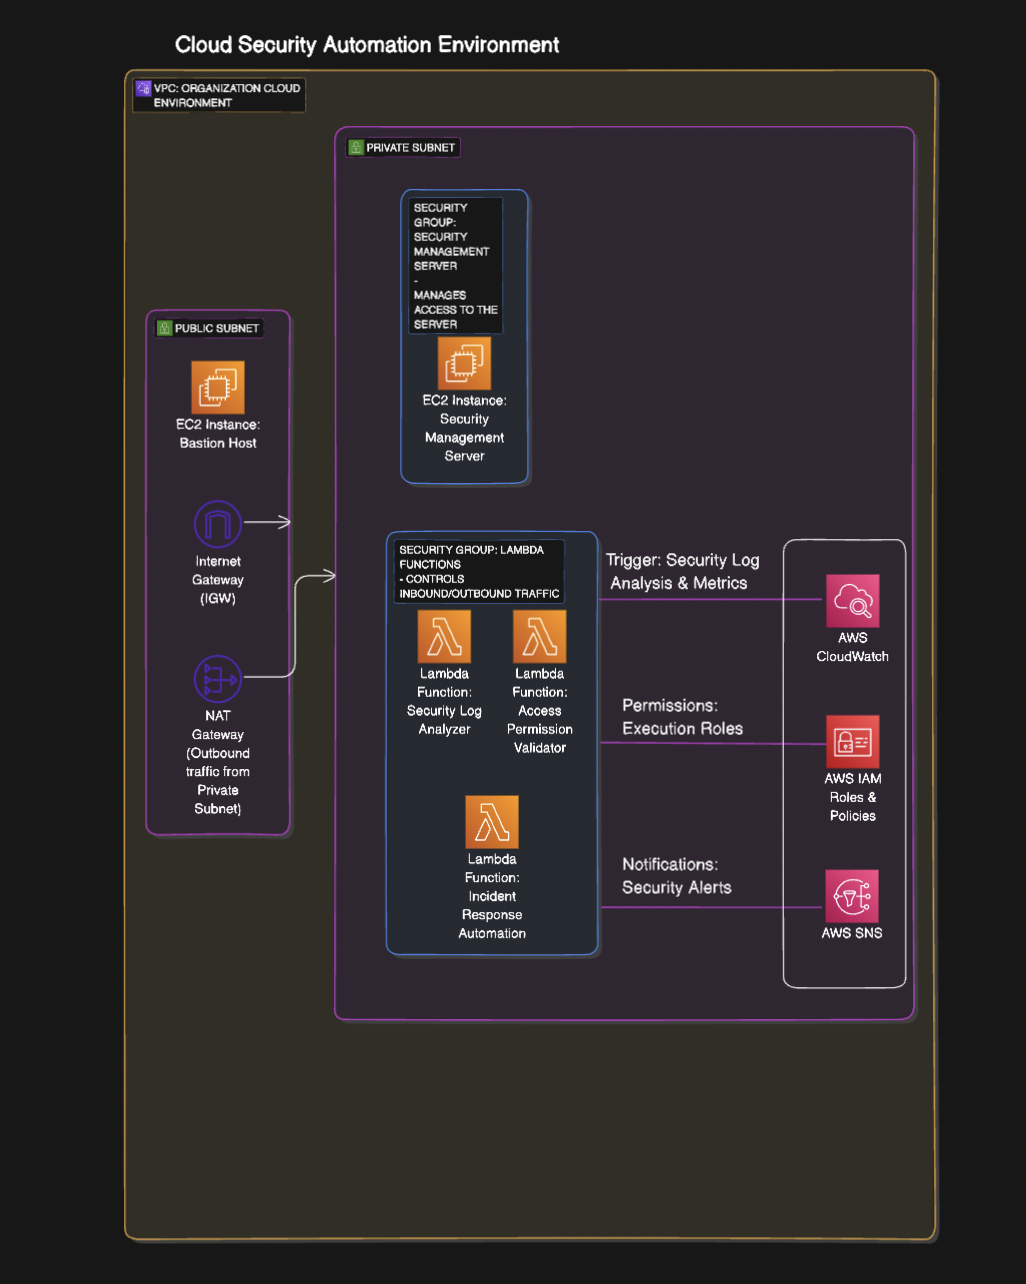 Cloud Security Automation Environment
VPC: ORGANIZATION CLOUD
ENVIRONMENT
PRIVATE SUBNET
SECURITY
GROUP:
SECURITY
MANAGEMENT
SERVER
-
MANAGES
ACCESS TO THE
SERVER
EC2 Instance:
Security
Management
Server
PUBLIC SUBNET
EC2 Instance:
Bastion Host
Internet
Gateway
(IGW)
NAT
Gateway
(Outbound
traffic from
Private
Subnet)
SECURITY GROUP: LAMBDA
FUNCTIONS
- CONTROLS
INBOUND/OUTBOUND TRAFFIC
Lambda
Function:
Security Log
Analyzer
Lambda
Function:
Access
Permission
Validator
Lambda
Function:
Incident
Response
Automation
Trigger: Security Log
Analysis & Metrics
AWS
CloudWatch
Permissions:
Execution Roles
AWS IAM
Roles &
Policies
Notifications:
Security Alerts
AWS SNS